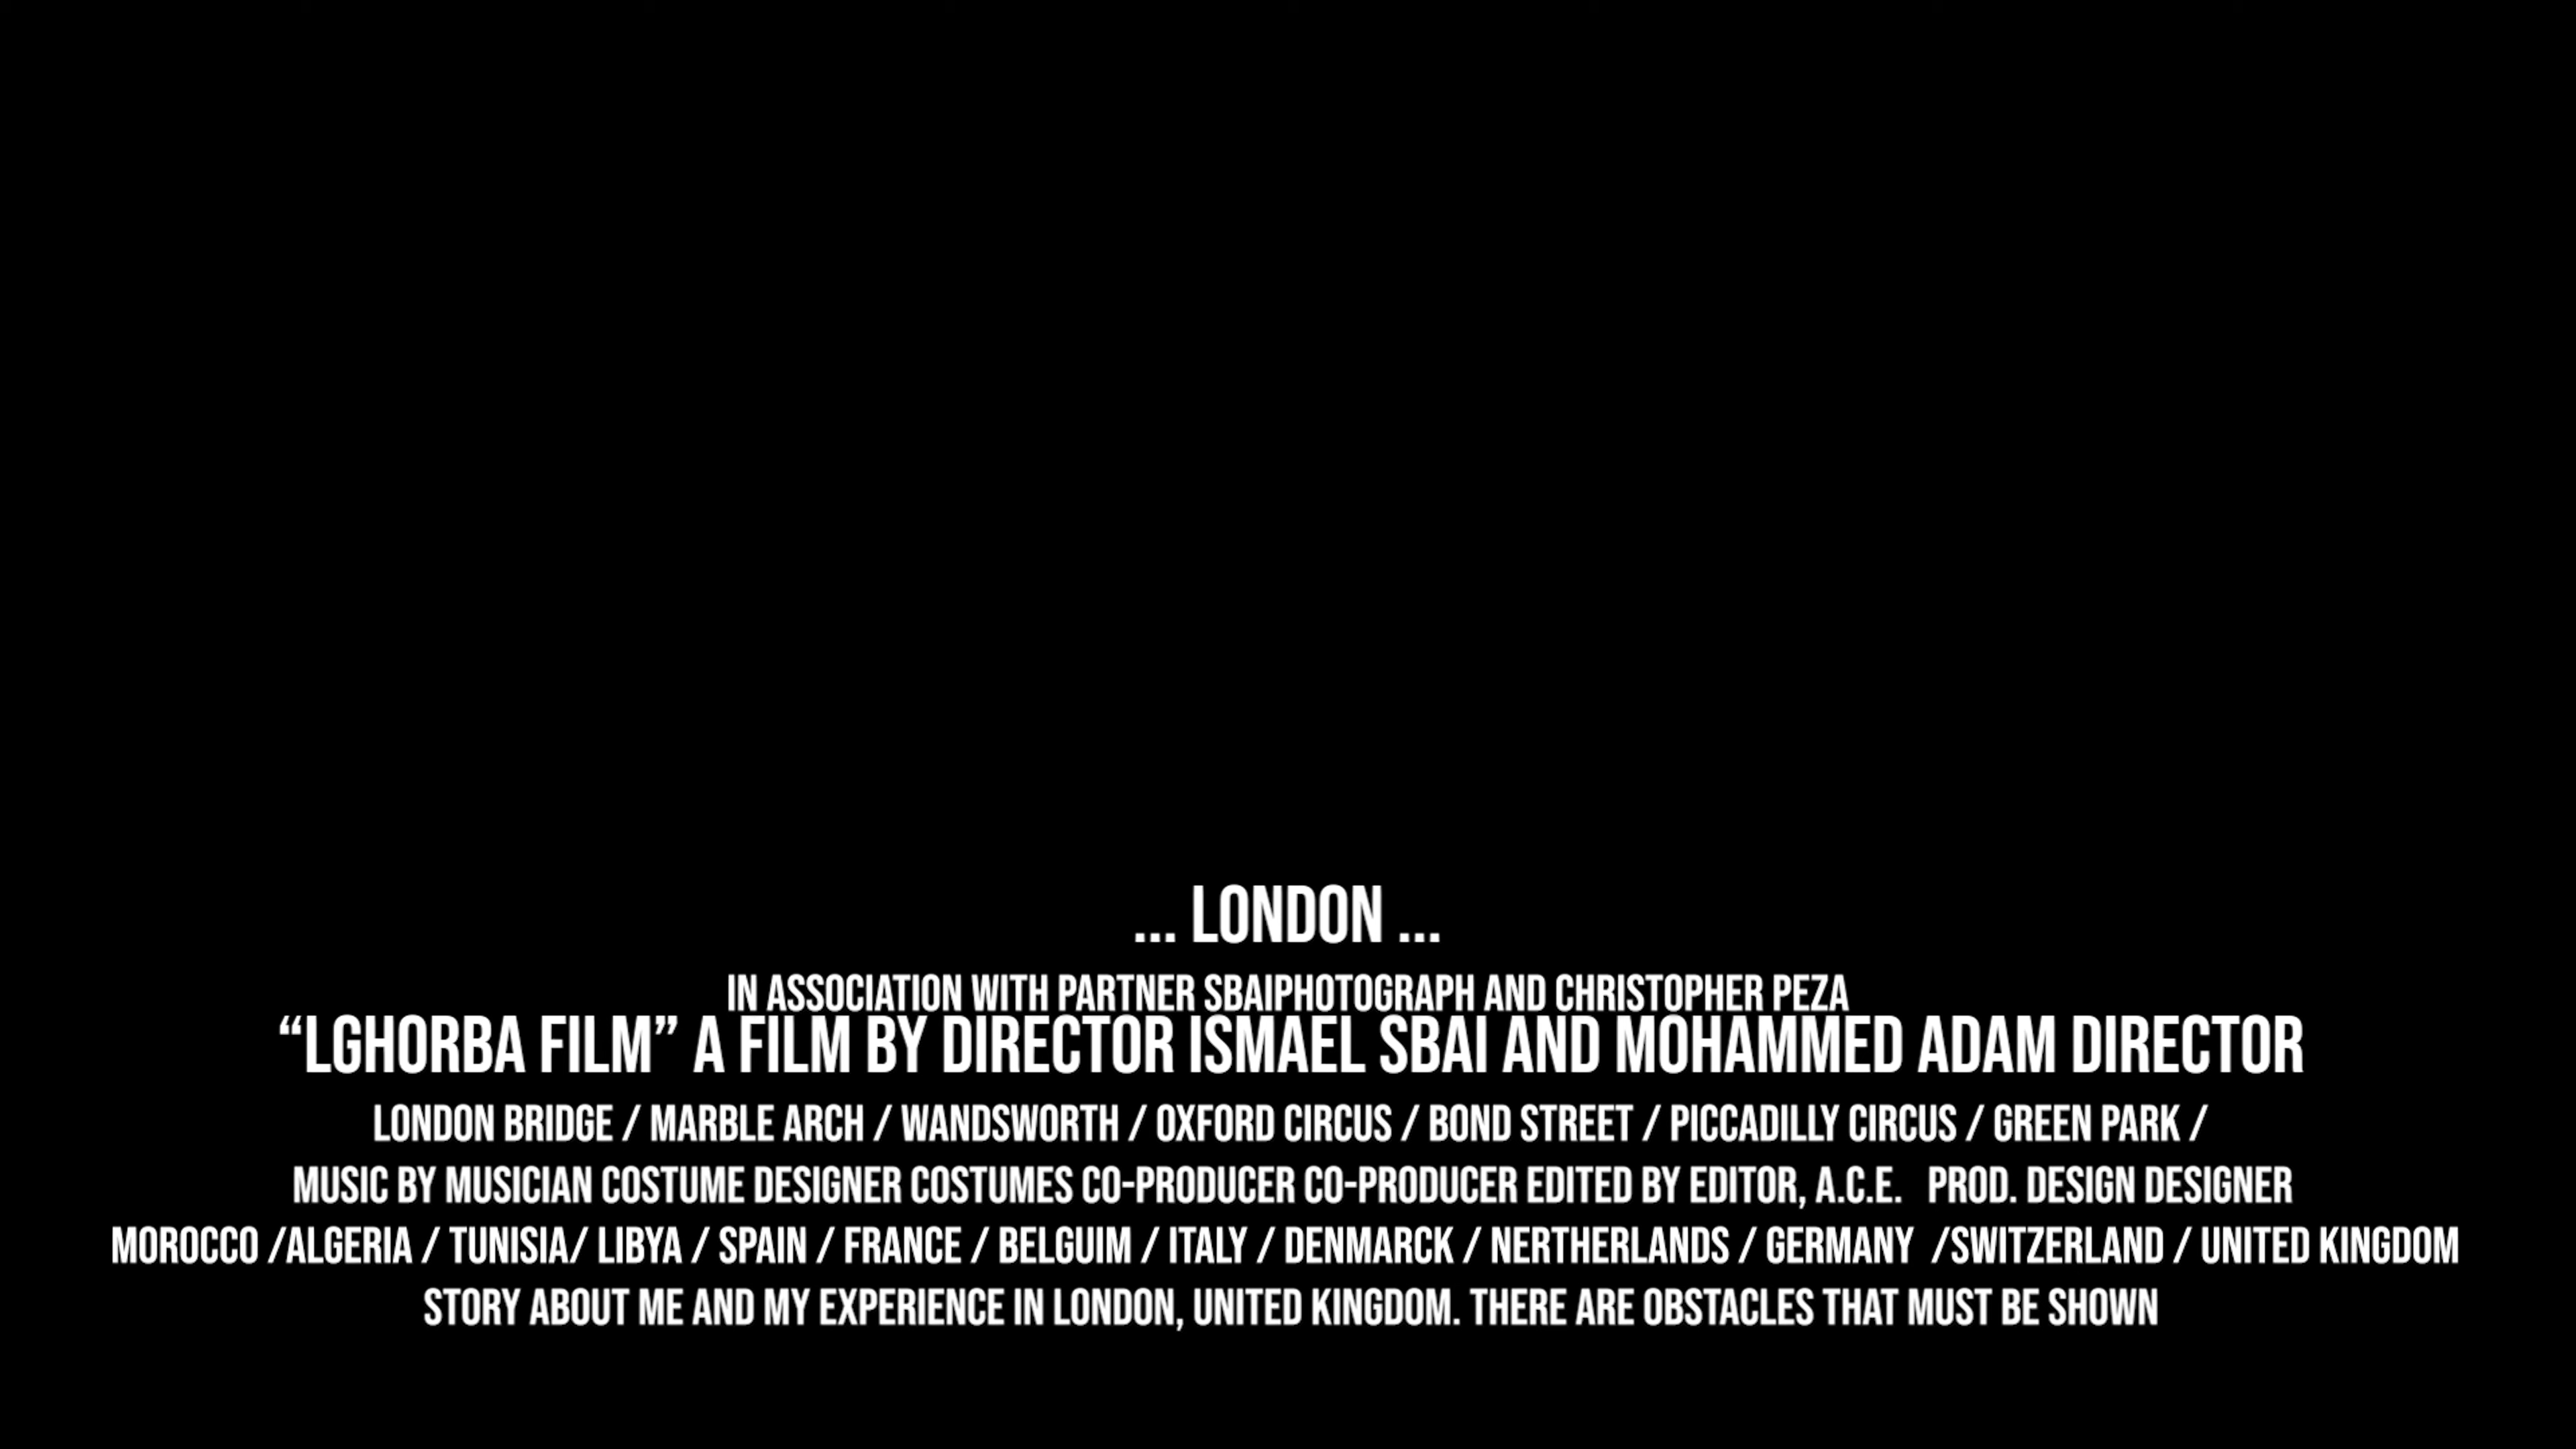 ... LONDON ...
IN ASSOCIATION WITH PARTNER SBAIPHOTOGRAPH AND CHRISTOPHER PEZA
“LGHORBA FILM” A FILM BY DIRECTOR ISMAEL SBAI AND MOHAMMED ADAM DIRECTOR
LONDON BRIDGE / MARBLE ARCH / WANDSWORTH / OXFORD CIRCUS / BOND STREET / PICCADILLY CIRCUS / GREEN PARK /
MUSIC BY MUSICIAN COSTUME DESIGNER COSTUMES CO-PRODUCER CO-PRODUCER EDITED BY EDITOR, A.C.E. PROD. DESIGN DESIGNER
MOROCCO /ALGERIA / TUNISIA/ LIBYA / SPAIN / FRANCE / BELGUIM / ITALY / DENMARCK / NERTHERLANDS / GERMANY /SWITZERLAND / UNITED KINGDOM
STORY ABOUT ME AND MY EXPERIENCE IN LONDON, UNITED KINGDOM. THERE ARE OBSTACLES THAT MUST BE SHOWN